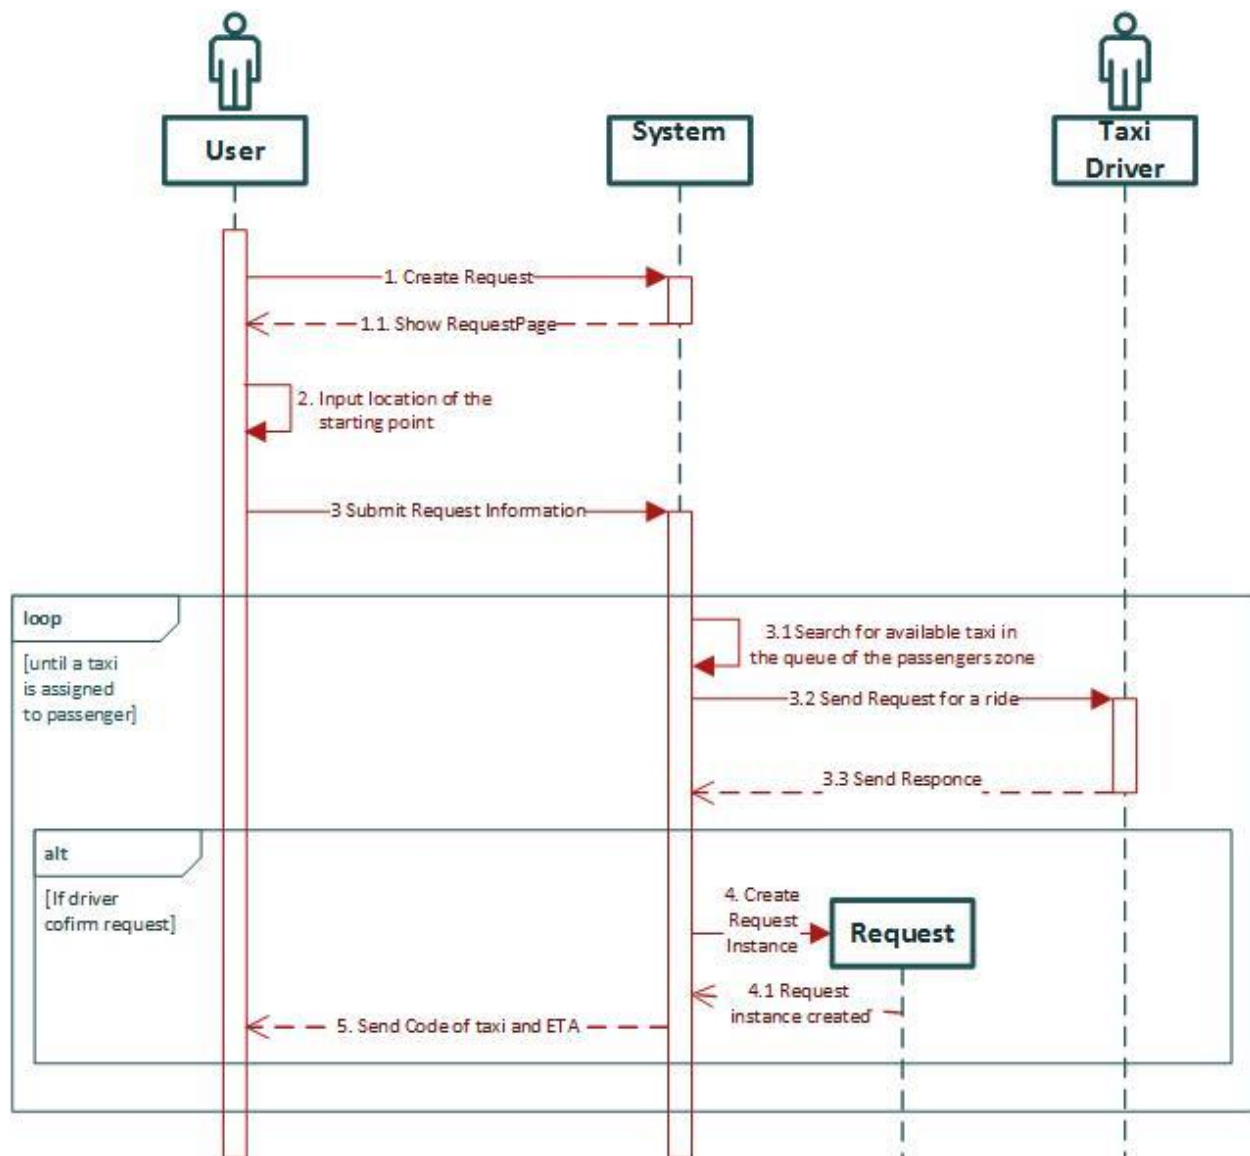 User
System
Taxi
Driver
1. Create Request
1.1. Show RequestPage
2. Input location of the
starting point
3 Submit Request Information
loop
[until a taxi
is assigned
to passenger]
3.1 Search for available taxi in
the queue of the passengers zone
3.2 Send Request for a ride
3.3 Send Responce
alt
[If driver
cofirm request]
4. Create
Request
Instance
Request
4.1 Request
instance created
5. Send Code of taxi and ETA